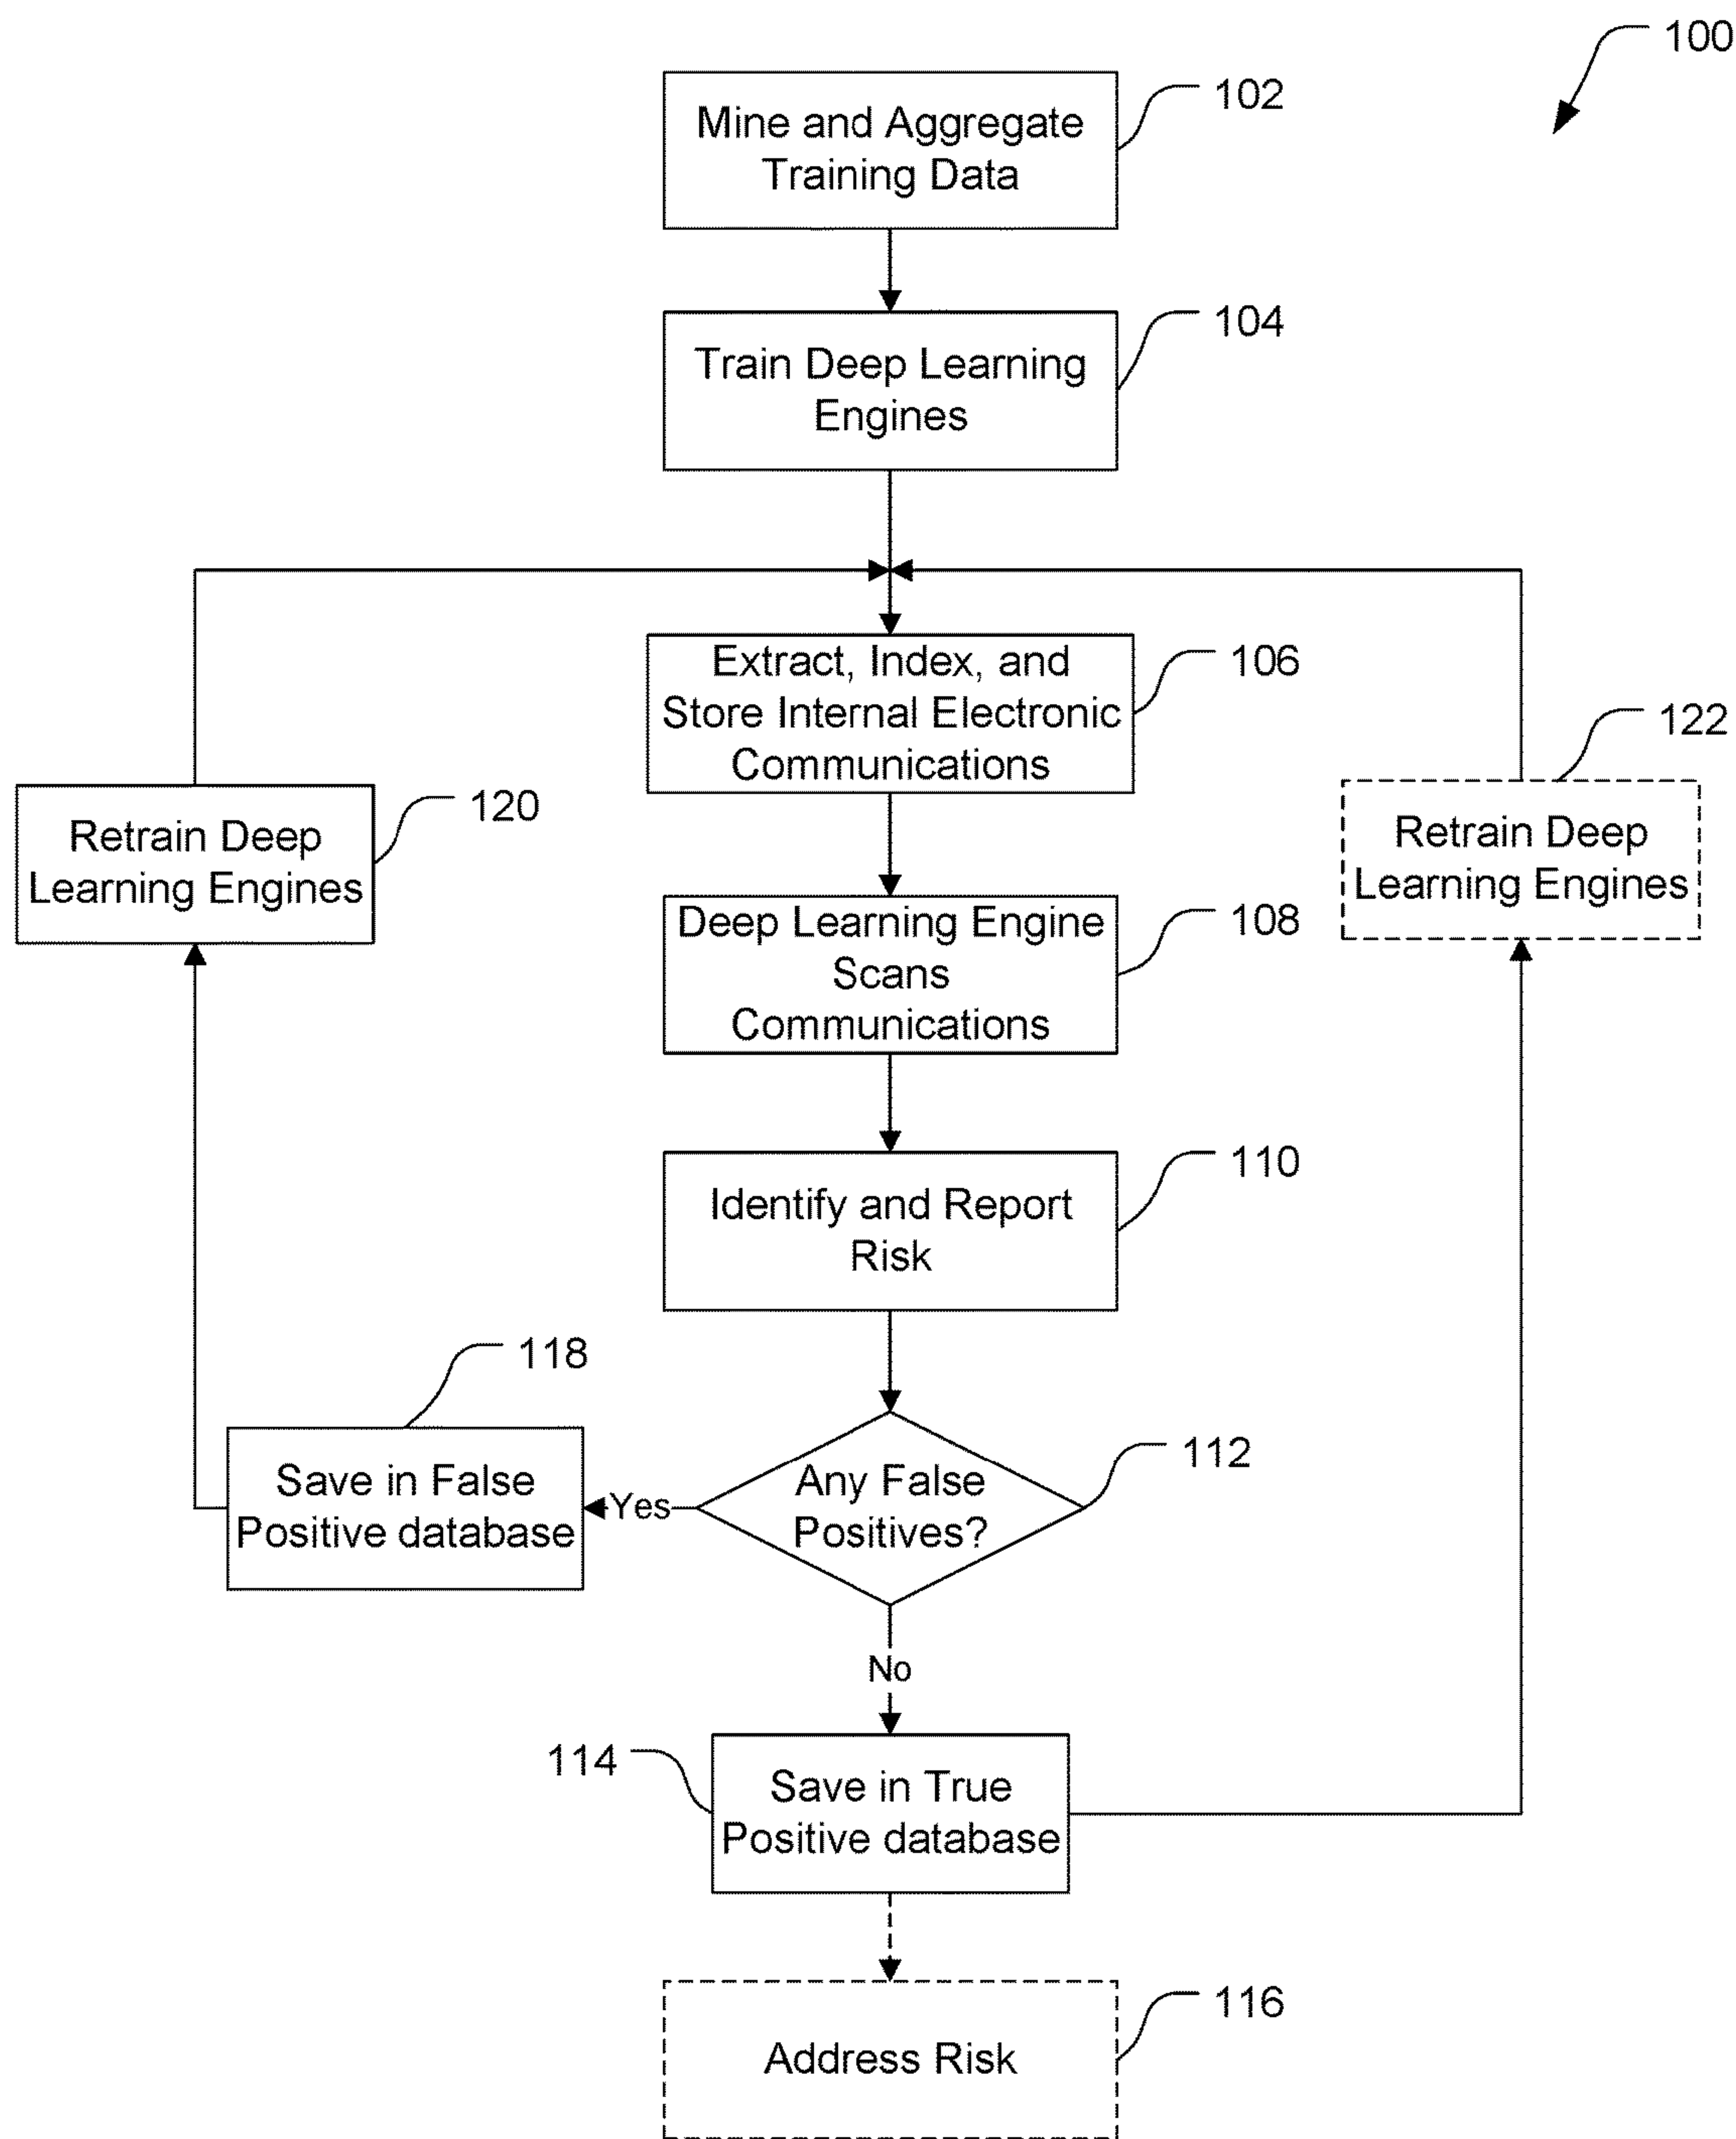 100
102
Mine and Aggregate
Training Data
104
Train Deep Learning
Engines
106
Extract, Index, and
Store Internal Electronic
Communications
122
Retrain Deep
Learning Engines
120
Retrain Deep
Learning Engines
108
Deep Learning Engine
Scans
Communications
110
Identify and Report
Risk
118
Save in False
Positive database
Yes
112
Any False
Positives?
No
114
Save in True
Positive database
116
Address Risk